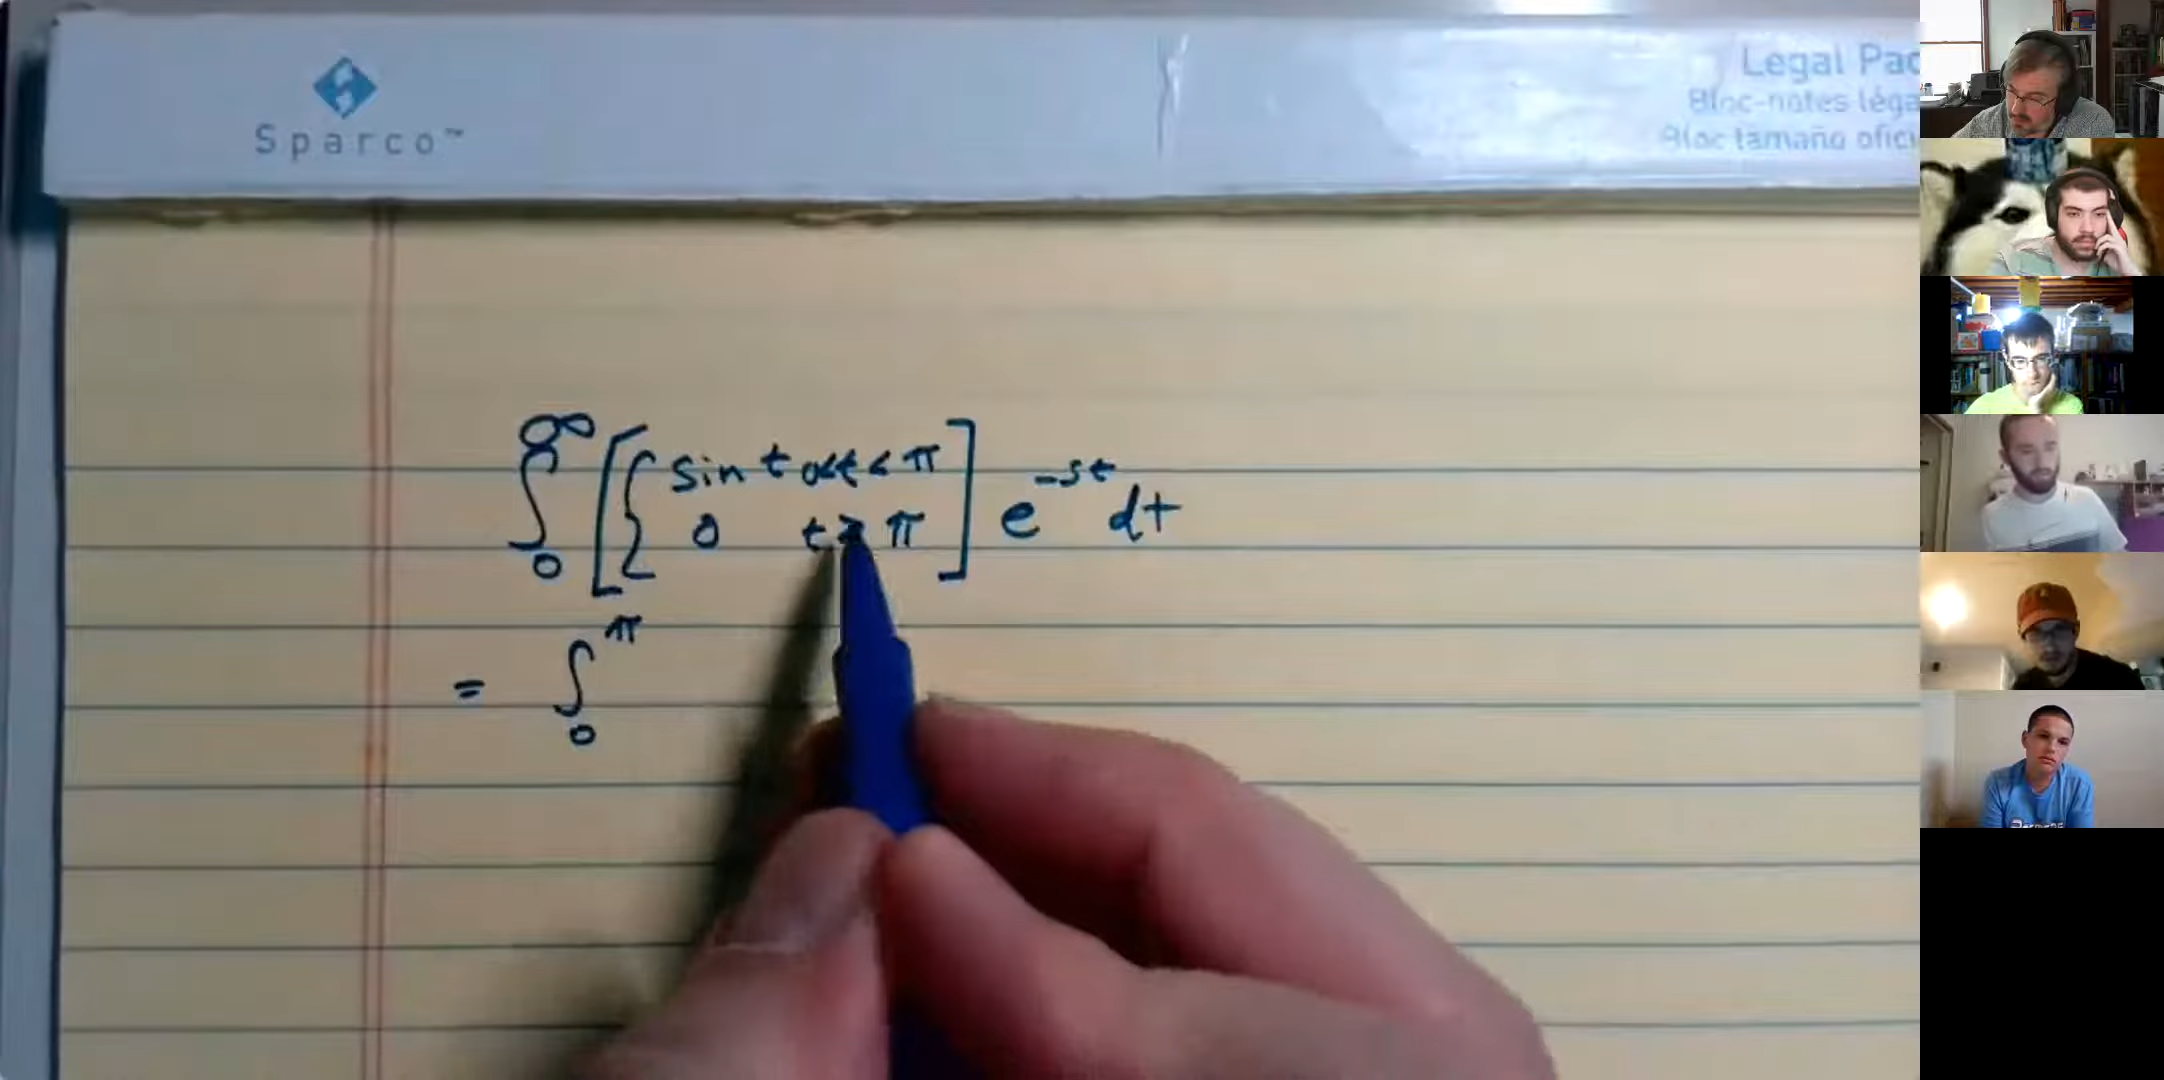 Sparco™
Legal Pad
Bloc-notes léga
Bloc tamaño ofici
∫₀^∞ [ { sin t 0<t<π
0 t≥π ] e^{-st} dt
= ∫₀^π